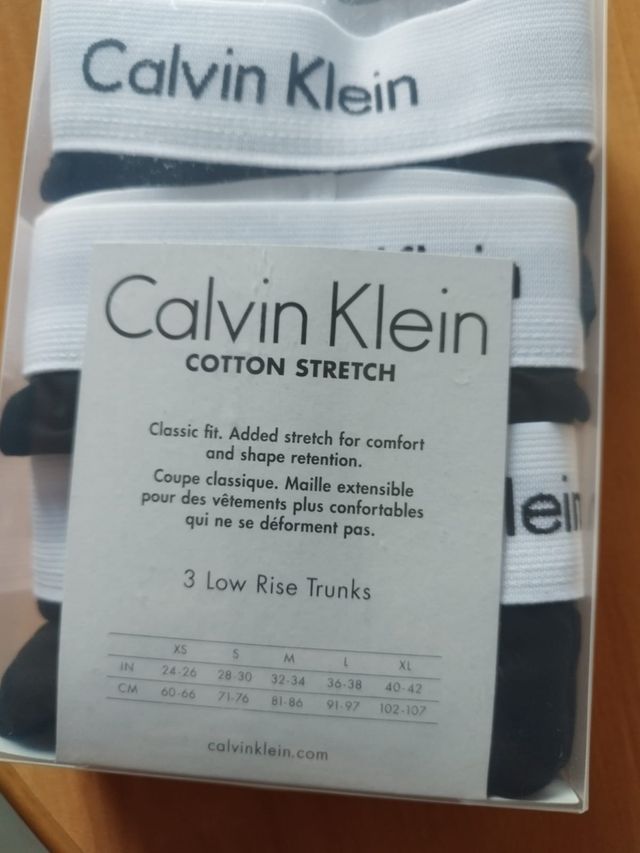 Calvin Klein
Klein
Calvin Klein
COTTON STRETCH
Classic fit. Added stretch for comfort
and shape retention.
Coupe classique. Maille extensible
pour des vêtements plus confortables
qui ne se déforment pas.
lein
3 Low Rise Trunks
XS S M L XL
IN 24-26 28-30 32-34 36-38 40-42
CM 60-66 71-76 81-86 91-97 102-107
calvinklein.com